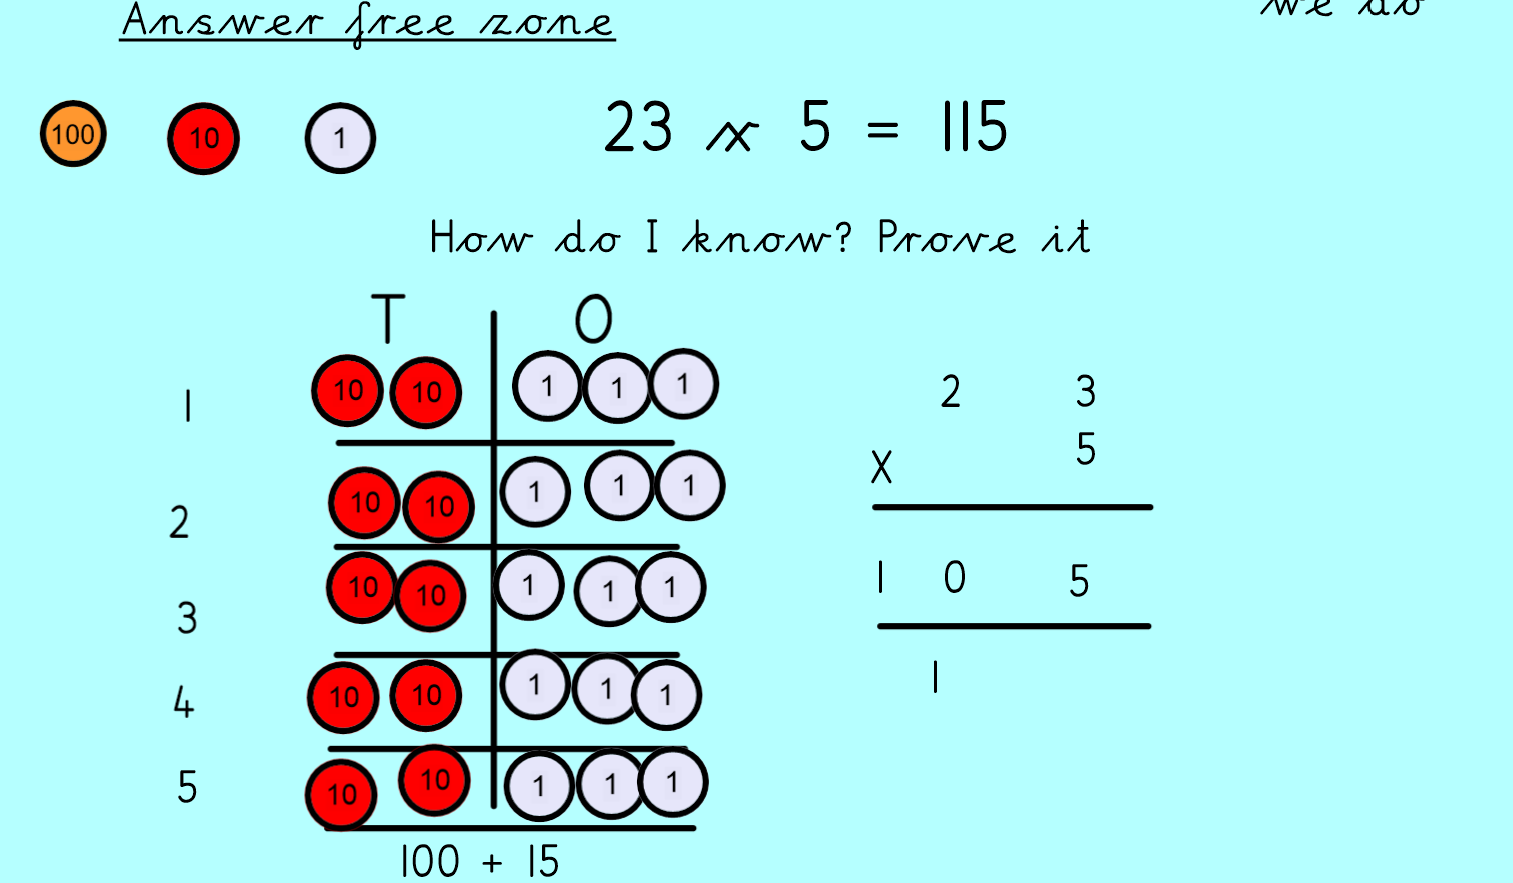 we do
Answer free zone
100 10 1
23 x 5 = 115
How do I know? Prove it
T O
1 10 10 1 1 1
2 10 10 1 1 1
3 10 10 1 1 1
4 10 10 1 1 1
5 10 10 1 1 1
100 + 15
2 3
X 5
1 0 5
1